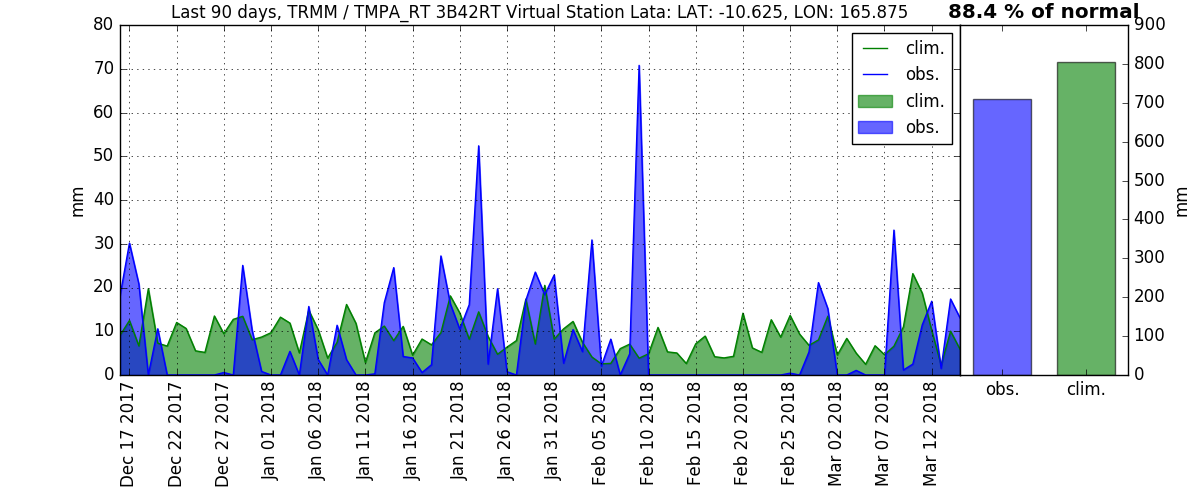 Last 90 days, TRMM / TMPA_RT 3B42RT Virtual Station Lata: LAT: -10.625, LON: 165.875
88.4 % of normal
80
70
60
50
40
30
20
10
0
mm
clim.
obs.
clim.
obs.
Dec 17 2017
Dec 22 2017
Dec 27 2017
Jan 01 2018
Jan 06 2018
Jan 11 2018
Jan 16 2018
Jan 21 2018
Jan 26 2018
Jan 31 2018
Feb 05 2018
Feb 10 2018
Feb 15 2018
Feb 20 2018
Feb 25 2018
Mar 02 2018
Mar 07 2018
Mar 12 2018
900
800
700
600
500
400
300
200
100
0
mm
obs.
clim.